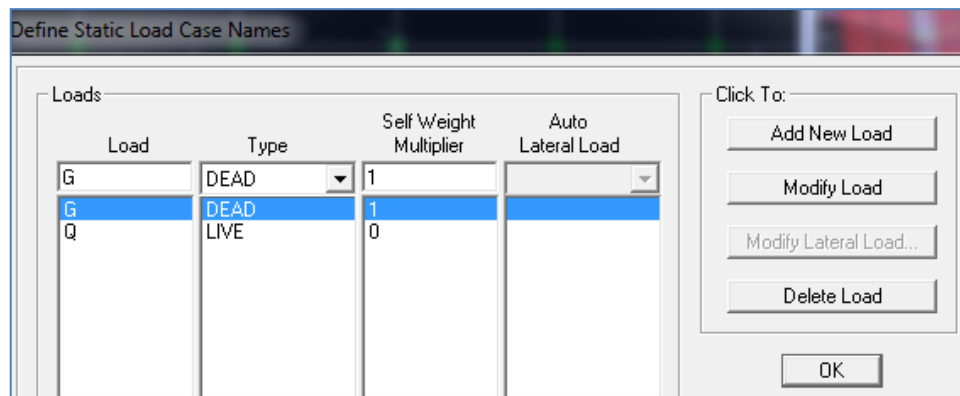 Define Static Load Case Names
Loads
Load Type Self Weight Multiplier Auto Lateral Load
G DEAD 1
G DEAD 1
Q LIVE 0
Click To:
Add New Load
Modify Load
Modify Lateral Load...
Delete Load
OK